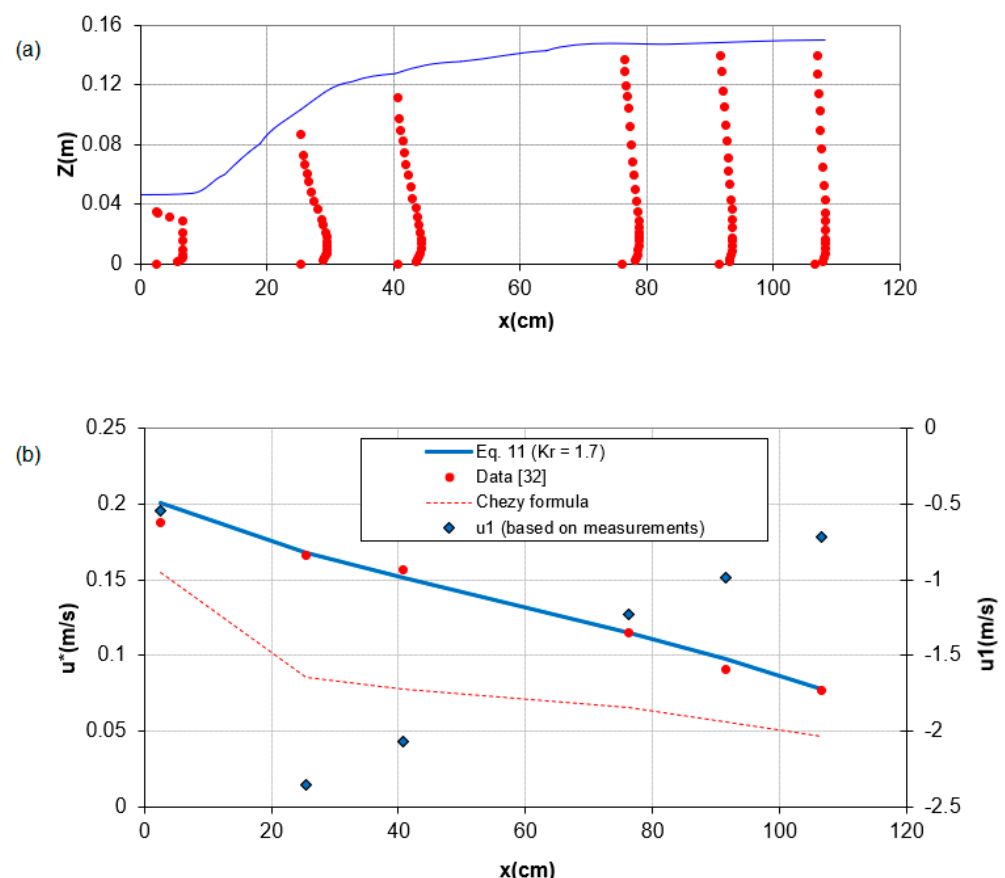 (a)
0.16
0.12
0.08
0.04
0
Z(m)
0 20 40 60 80 100 120
x(cm)
(b)
0.25
0.2
0.15
0.1
0.05
0
u*(m/s)
Eq. 11 (Kr = 1.7)
Data [32]
Chezy formula
u1 (based on measurements)
0
-0.5
-1
-1.5
-2
-2.5
u1(m/s)
0 20 40 60 80 100 120
x(cm)